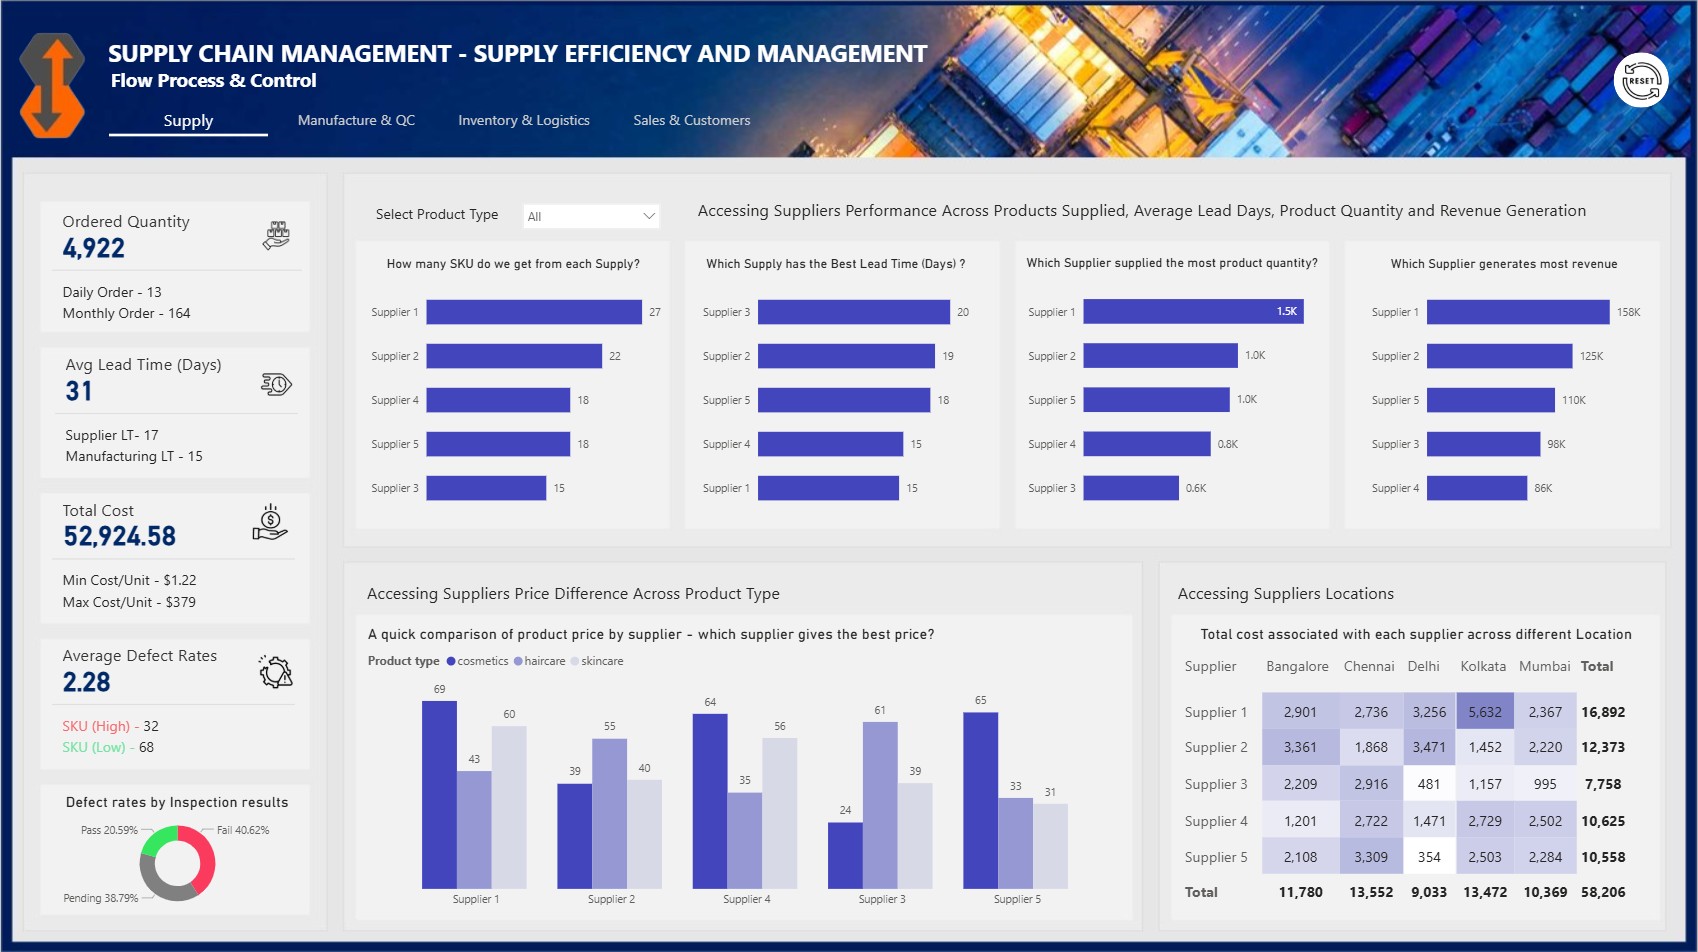 SUPPLY CHAIN MANAGEMENT - SUPPLY EFFICIENCY AND MANAGEMENT
Flow Process & Control
RESET
Supply Manufacture & QC Inventory & Logistics Sales & Customers
Ordered Quantity
4,922
Daily Order - 13
Monthly Order - 164
Avg Lead Time (Days)
31
Supplier LT- 17
Manufacturing LT - 15
Total Cost
52,924.58
Min Cost/Unit - $1.22
Max Cost/Unit - $379
Average Defect Rates
2.28
SKU (High) - 32
SKU (Low) - 68
Defect rates by Inspection results
Pass 20.59% Fail 40.62%
Pending 38.79%
Select Product Type All
Accessing Suppliers Performance Across Products Supplied, Average Lead Days, Product Quantity and Revenue Generation
How many SKU do we get from each Supply?
Supplier 1 27
Supplier 2 22
Supplier 4 18
Supplier 5 18
Supplier 3 15
Which Supply has the Best Lead Time (Days) ?
Supplier 3 20
Supplier 2 19
Supplier 5 18
Supplier 4 15
Supplier 1 15
Which Supplier supplied the most product quantity?
Supplier 1 1.5K
Supplier 2 1.0K
Supplier 5 1.0K
Supplier 4 0.8K
Supplier 3 0.6K
Which Supplier generates most revenue
Supplier 1 158K
Supplier 2 125K
Supplier 5 110K
Supplier 3 98K
Supplier 4 86K
Accessing Suppliers Price Difference Across Product Type
A quick comparison of product price by supplier - which supplier gives the best price?
Product type cosmetics haircare skincare
69 43 60
39 55 40
64 35 56
24 61 39
65 33 31
Supplier 1 Supplier 2 Supplier 4 Supplier 3 Supplier 5
Accessing Suppliers Locations
Total cost associated with each supplier across different Location
Supplier Bangalore Chennai Delhi Kolkata Mumbai Total
Supplier 1 2,901 2,736 3,256 5,632 2,367 16,892
Supplier 2 3,361 1,868 3,471 1,452 2,220 12,373
Supplier 3 2,209 2,916 481 1,157 995 7,758
Supplier 4 1,201 2,722 1,471 2,729 2,502 10,625
Supplier 5 2,108 3,309 354 2,503 2,284 10,558
Total 11,780 13,552 9,033 13,472 10,369 58,206